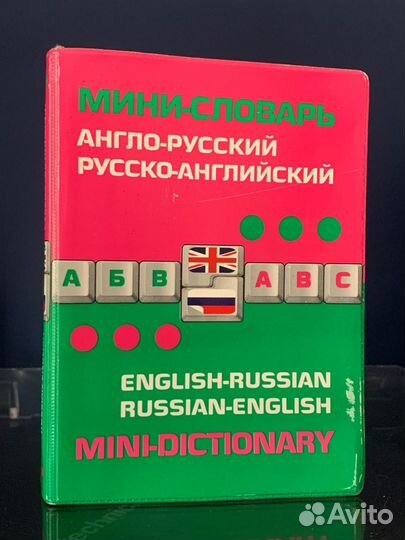 МИНИ-СЛОВАРЬ
АНГЛО-РУССКИЙ
РУССКО-АНГЛИЙСКИЙ
А Б В А В С
ENGLISH-RUSSIAN
RUSSIAN-ENGLISH
MINI-DICTIONARY
Avito